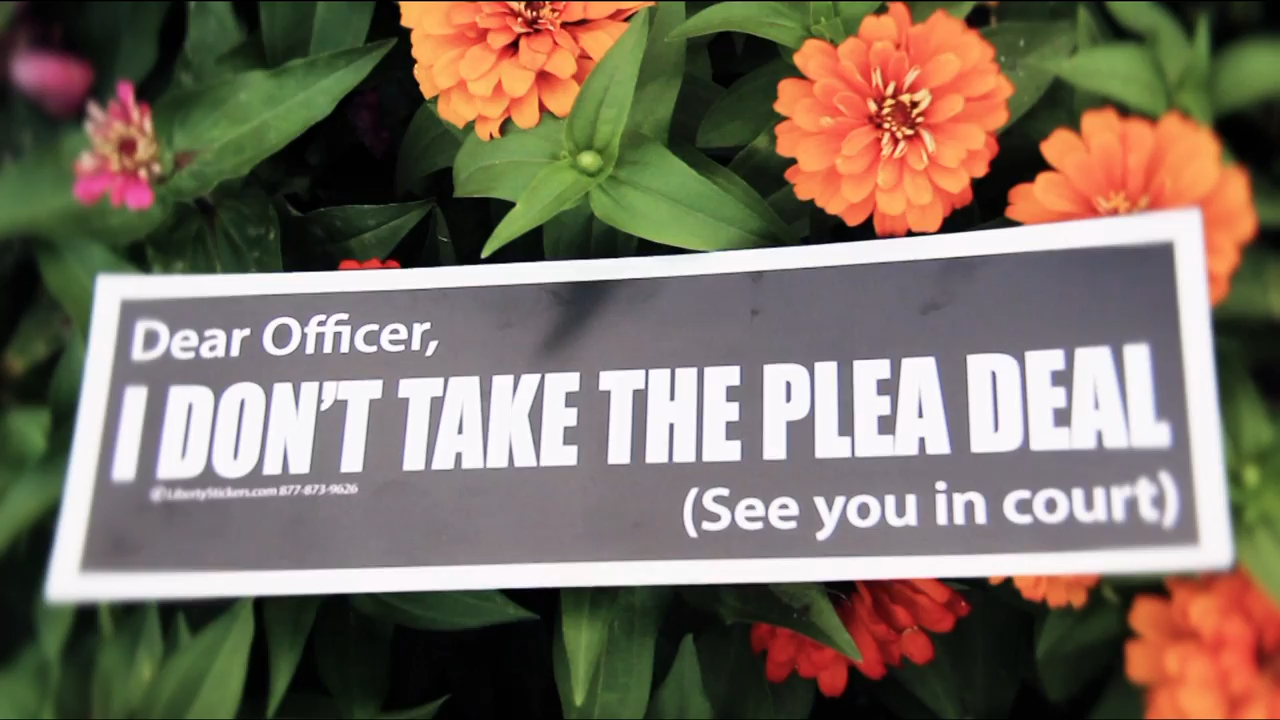 Dear Officer,
I DON'T TAKE THE PLEA DEAL
©LibertyStickers.com 877-873-9626
(See you in court)